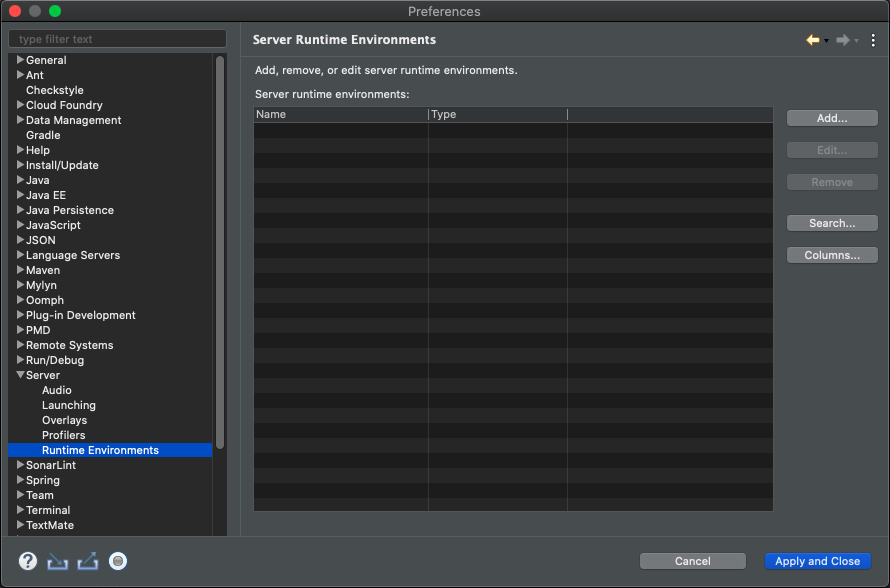 Preferences
type filter text
General
Ant
Checkstyle
Cloud Foundry
Data Management
Gradle
Help
Install/Update
Java
Java EE
Java Persistence
JavaScript
JSON
Language Servers
Maven
Mylyn
Oomph
Plug-in Development
PMD
Remote Systems
Run/Debug
Server
Audio
Launching
Overlays
Profilers
Runtime Environments
SonarLint
Spring
Team
Terminal
TextMate
Server Runtime Environments
Add, remove, or edit server runtime environments.
Server runtime environments:
Name Type
Add...
Edit...
Remove
Search...
Columns...
?
Cancel Apply and Close